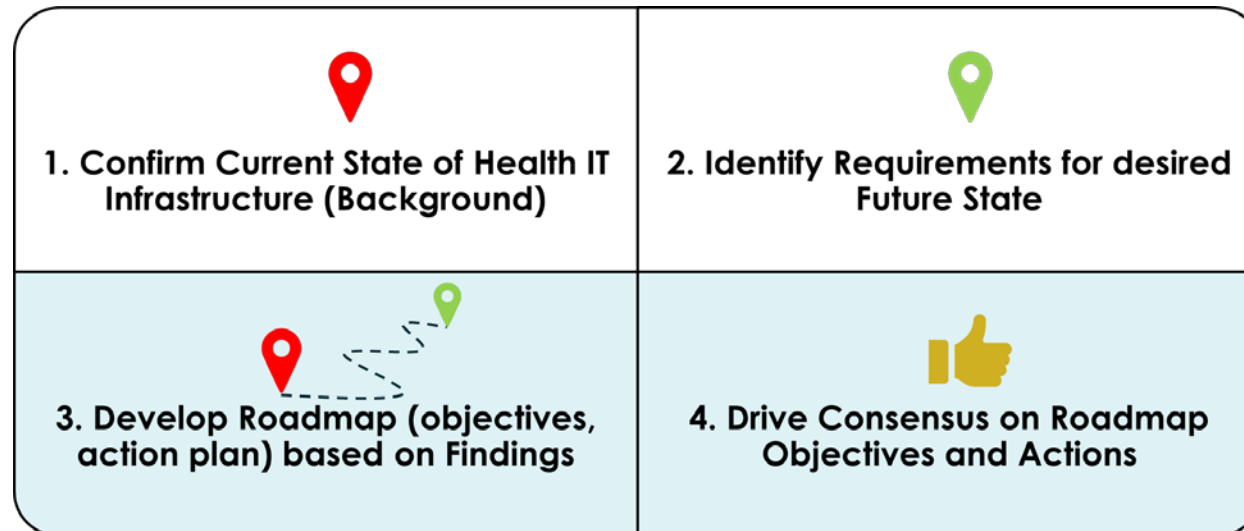 1. Confirm Current State of Health IT
Infrastructure (Background)
2. Identify Requirements for desired
Future State
3. Develop Roadmap (objectives,
action plan) based on Findings
4. Drive Consensus on Roadmap
Objectives and Actions